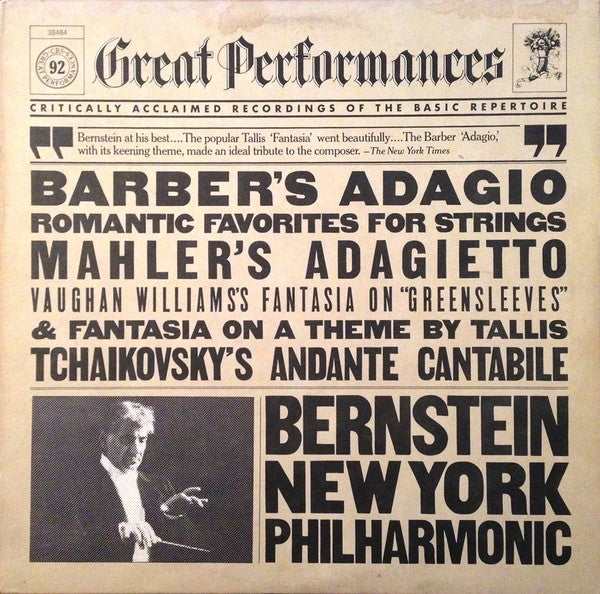 38484
CBS
GREAT PERFORMANCES
92
Great Performances
CRITICALLY ACCLAIMED RECORDINGS OF THE BASIC REPERTOIRE
"Bernstein at his best....The popular Tallis ‘Fantasia’ went beautifully....The Barber ‘Adagio,’
with its keening theme, made an ideal tribute to the composer. –The New York Times"
BARBER'S ADAGIO
ROMANTIC FAVORITES FOR STRINGS
MAHLER'S ADAGIETTO
VAUGHAN WILLIAMS'S FANTASIA ON "GREENSLEEVES"
& FANTASIA ON A THEME BY TALLIS
TCHAIKOVSKY'S ANDANTE CANTABILE
BERNSTEIN
NEW YORK
PHILHARMONIC